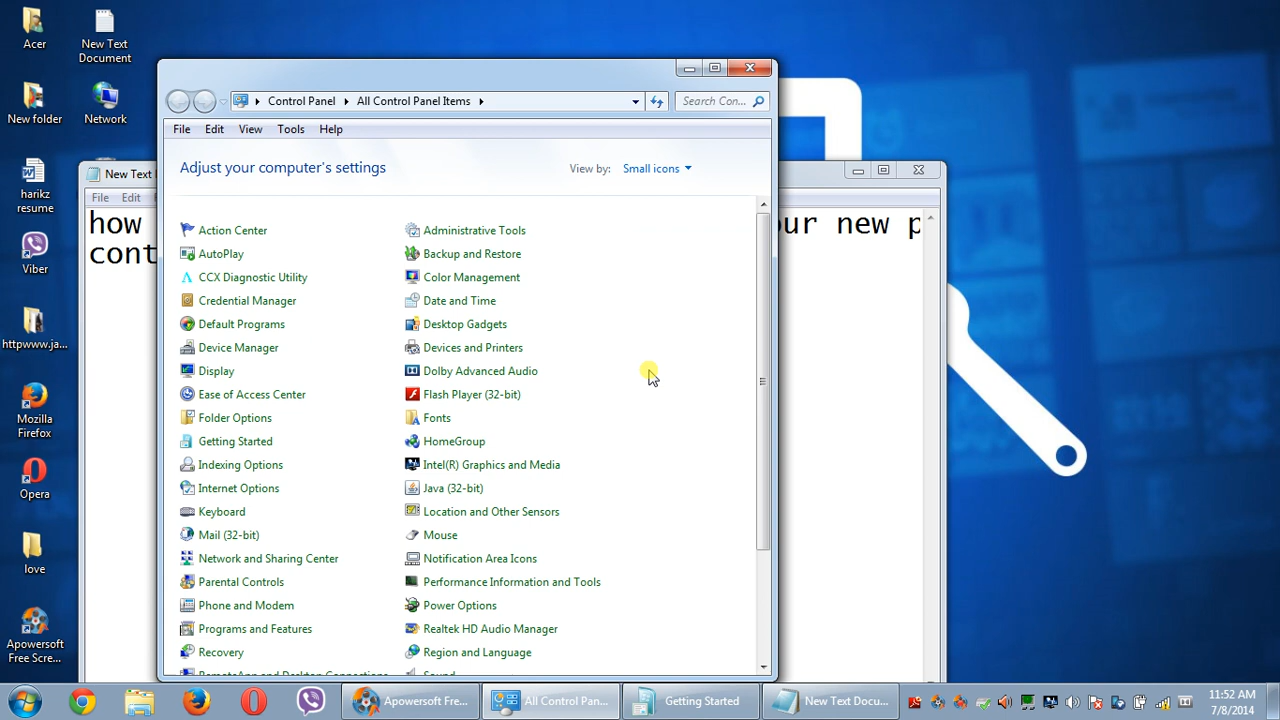 Acer
New Text
Document
New folder
Network
harikz
resume
Viber
httpwww.ja...
Mozilla
Firefox
Opera
love
Apowersoft
Free Scre...
Control Panel
All Control Panel Items
Search Con...
File Edit View Tools Help
Adjust your computer's settings
View by: Small icons
Action Center
Administrative Tools
AutoPlay
Backup and Restore
CCX Diagnostic Utility
Color Management
Credential Manager
Date and Time
Default Programs
Desktop Gadgets
Device Manager
Devices and Printers
Display
Dolby Advanced Audio
Ease of Access Center
Flash Player (32-bit)
Folder Options
Fonts
Getting Started
HomeGroup
Indexing Options
Intel(R) Graphics and Media
Internet Options
Java (32-bit)
Keyboard
Location and Other Sensors
Mail (32-bit)
Mouse
Network and Sharing Center
Notification Area Icons
Parental Controls
Performance Information and Tools
Phone and Modem
Power Options
Programs and Features
Realtek HD Audio Manager
Recovery
Region and Language
RemoteApp and Desktop Connections
Sound
New Text
File Edit
how
our new p
cont
Apowersoft Fre...
All Control Pan...
Getting Started
New Text Docu...
11:52 AM
7/8/2014